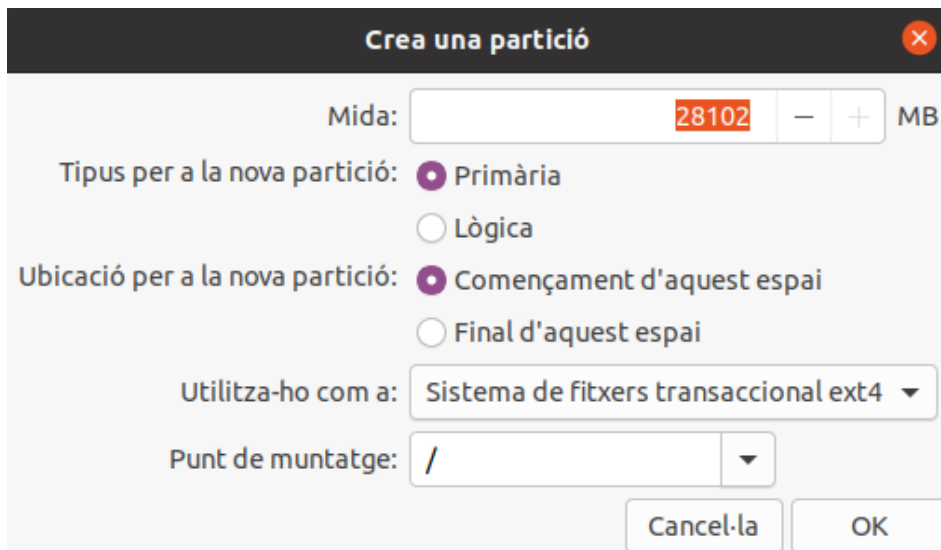 Crea una partició
Mida: 28102 MB
Tipus per a la nova partició: Primària
Lògica
Ubicació per a la nova partició: Començament d'aquest espai
Final d'aquest espai
Utilitza-ho com a: Sistema de fitxers transaccional ext4
Punt de muntatge: /
Cancel·la OK